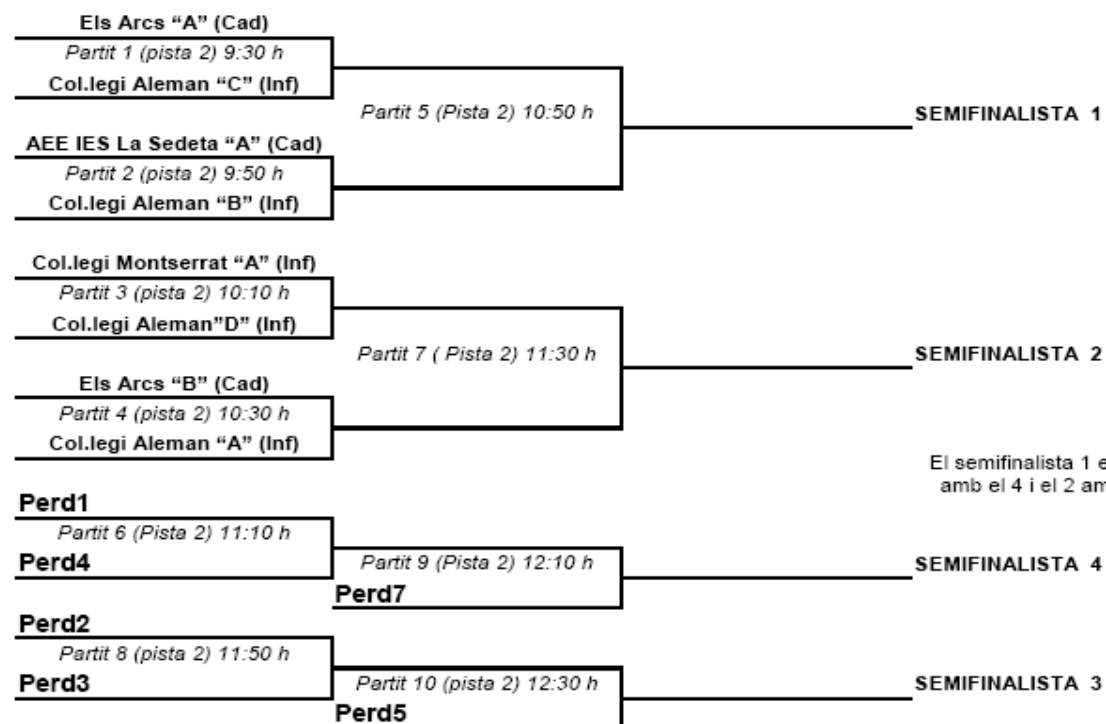 Els Arcs “A” (Cad)
Partit 1 (pista 2) 9:30 h
Col.legi Aleman “C” (Inf)
Partit 5 (Pista 2) 10:50 h
SEMIFINALISTA 1
AEE IES La Sedeta “A” (Cad)
Partit 2 (pista 2) 9:50 h
Col.legi Aleman “B” (Inf)
Col.legi Montserrat “A” (Inf)
Partit 3 (pista 2) 10:10 h
Col.legi Aleman”D” (Inf)
Partit 7 ( Pista 2) 11:30 h
SEMIFINALISTA 2
Els Arcs “B” (Cad)
Partit 4 (pista 2) 10:30 h
Col.legi Aleman “A” (Inf)
El semifinalista 1 e
amb el 4 i el 2 am
Perd1
Partit 6 (Pista 2) 11:10 h
Perd4
Partit 9 (Pista 2) 12:10 h
SEMIFINALISTA 4
Perd7
Perd2
Partit 8 (pista 2) 11:50 h
Perd3
Partit 10 (pista 2) 12:30 h
SEMIFINALISTA 3
Perd5